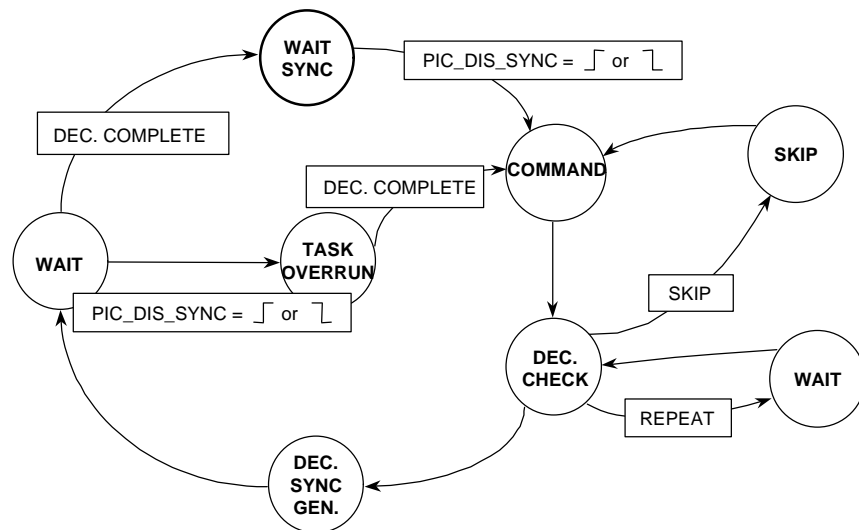 WAIT
SYNC
PIC_DIS_SYNC = or
DEC. COMPLETE
COMMAND
SKIP
DEC. COMPLETE
WAIT
TASK
OVERRUN
PIC_DIS_SYNC = or
SKIP
DEC.
CHECK
WAIT
REPEAT
DEC.
SYNC
GEN.